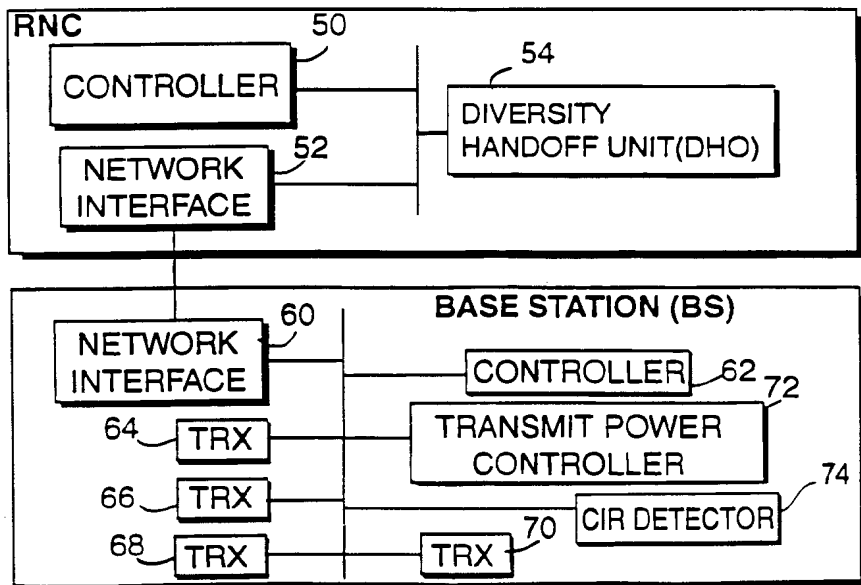 RNC
50
CONTROLLER
54
DIVERSITY
HANDOFF UNIT(DHO)
52
NETWORK
INTERFACE
BASE STATION (BS)
60
NETWORK
INTERFACE
CONTROLLER
62
72
64
TRX
TRANSMIT POWER
CONTROLLER
66
TRX
74
CIR DETECTOR
68
TRX
TRX
70